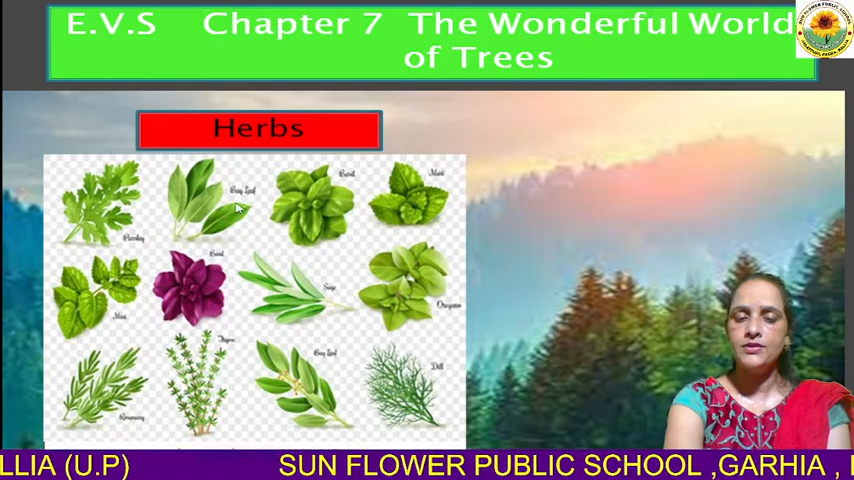 E.V.S Chapter 7 The Wonderful World
of Trees
Herbs
Parsley
Bay Leaf
Basil
Mint
Mint
Basil
Sage
Oregano
Rosemary
Thyme
Bay Leaf
Dill
LLIA (U.P) SUN FLOWER PUBLIC SCHOOL ,GARHIA ,